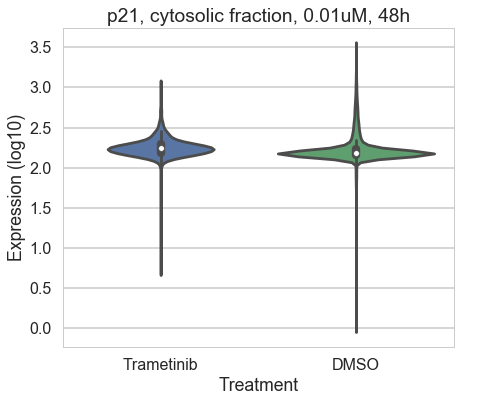 p21, cytosolic fraction, 0.01uM, 48h
3.5
3.0
2.5
2.0
1.5
1.0
0.5
0.0
Expression (log10)
Trametinib
DMSO
Treatment